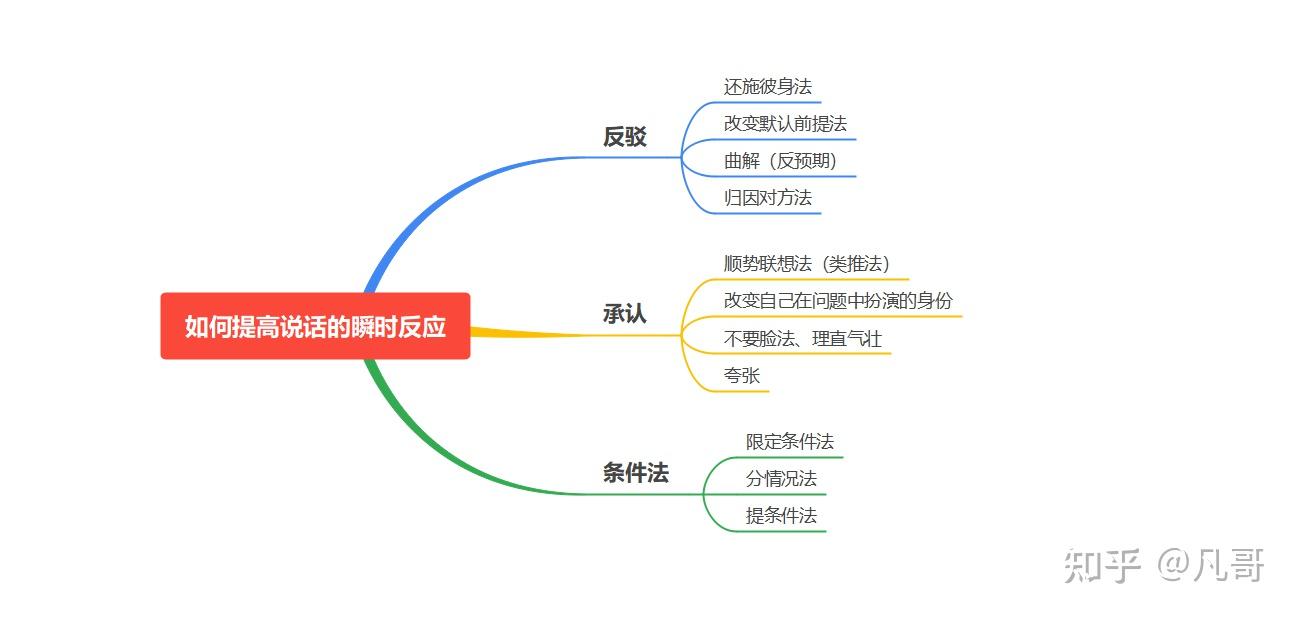 如何提高说话的瞬时反应
反驳
还施彼身法
改变默认前提法
曲解（反预期）
归因对方法
承认
顺势联想法（类推法）
改变自己在问题中扮演的身份
不要脸法、理直气壮
夸张
条件法
限定条件法
分情况法
提条件法
知乎 @凡哥